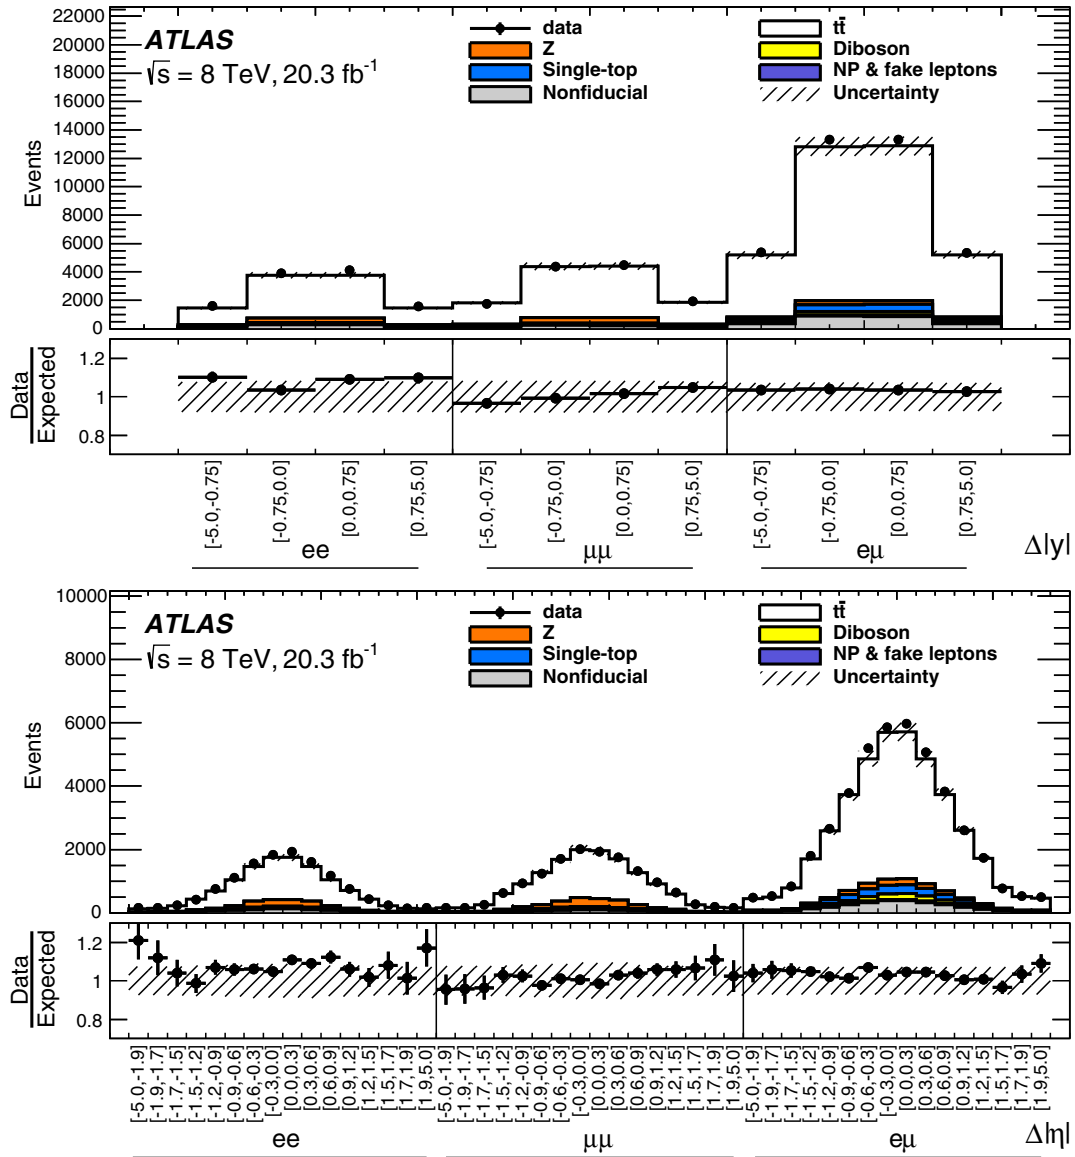 22000
20000
18000
16000
14000
12000
10000
8000
6000
4000
2000
0
Events
ATLAS
√s = 8 TeV, 20.3 fb⁻¹
data
Z
Single-top
Nonfiducial
tt̄
Diboson
NP & fake leptons
Uncertainty
Data
Expected
1.2
1
0.8
[-5.0,-0.75]
[-0.75,0.0]
[0.0,0.75]
[0.75,5.0]
[-5.0,-0.75]
[-0.75,0.0]
[0.0,0.75]
[0.75,5.0]
[-5.0,-0.75]
[-0.75,0.0]
[0.0,0.75]
[0.75,5.0]
ee
μμ
eμ
Δ|y|
10000
8000
6000
4000
2000
0
Events
ATLAS
√s = 8 TeV, 20.3 fb⁻¹
data
Z
Single-top
Nonfiducial
tt̄
Diboson
NP & fake leptons
Uncertainty
Data
Expected
1.2
1
0.8
[-5.0,-1.9]
[-1.9,-1.7]
[-1.7,-1.5]
[-1.5,-1.2]
[-1.2,-0.9]
[-0.9,-0.6]
[-0.6,-0.3]
[-0.3,0.0]
[0.0,0.3]
[0.3,0.6]
[0.6,0.9]
[0.9,1.2]
[1.2,1.5]
[1.5,1.7]
[1.7,1.9]
[1.9,5.0]
[-5.0,-1.9]
[-1.9,-1.7]
[-1.7,-1.5]
[-1.5,-1.2]
[-1.2,-0.9]
[-0.9,-0.6]
[-0.6,-0.3]
[-0.3,0.0]
[0.0,0.3]
[0.3,0.6]
[0.6,0.9]
[0.9,1.2]
[1.2,1.5]
[1.5,1.7]
[1.7,1.9]
[1.9,5.0]
[-5.0,-1.9]
[-1.9,-1.7]
[-1.7,-1.5]
[-1.5,-1.2]
[-1.2,-0.9]
[-0.9,-0.6]
[-0.6,-0.3]
[-0.3,0.0]
[0.0,0.3]
[0.3,0.6]
[0.6,0.9]
[0.9,1.2]
[1.2,1.5]
[1.5,1.7]
[1.7,1.9]
[1.9,5.0]
ee
μμ
eμ
Δ|η|